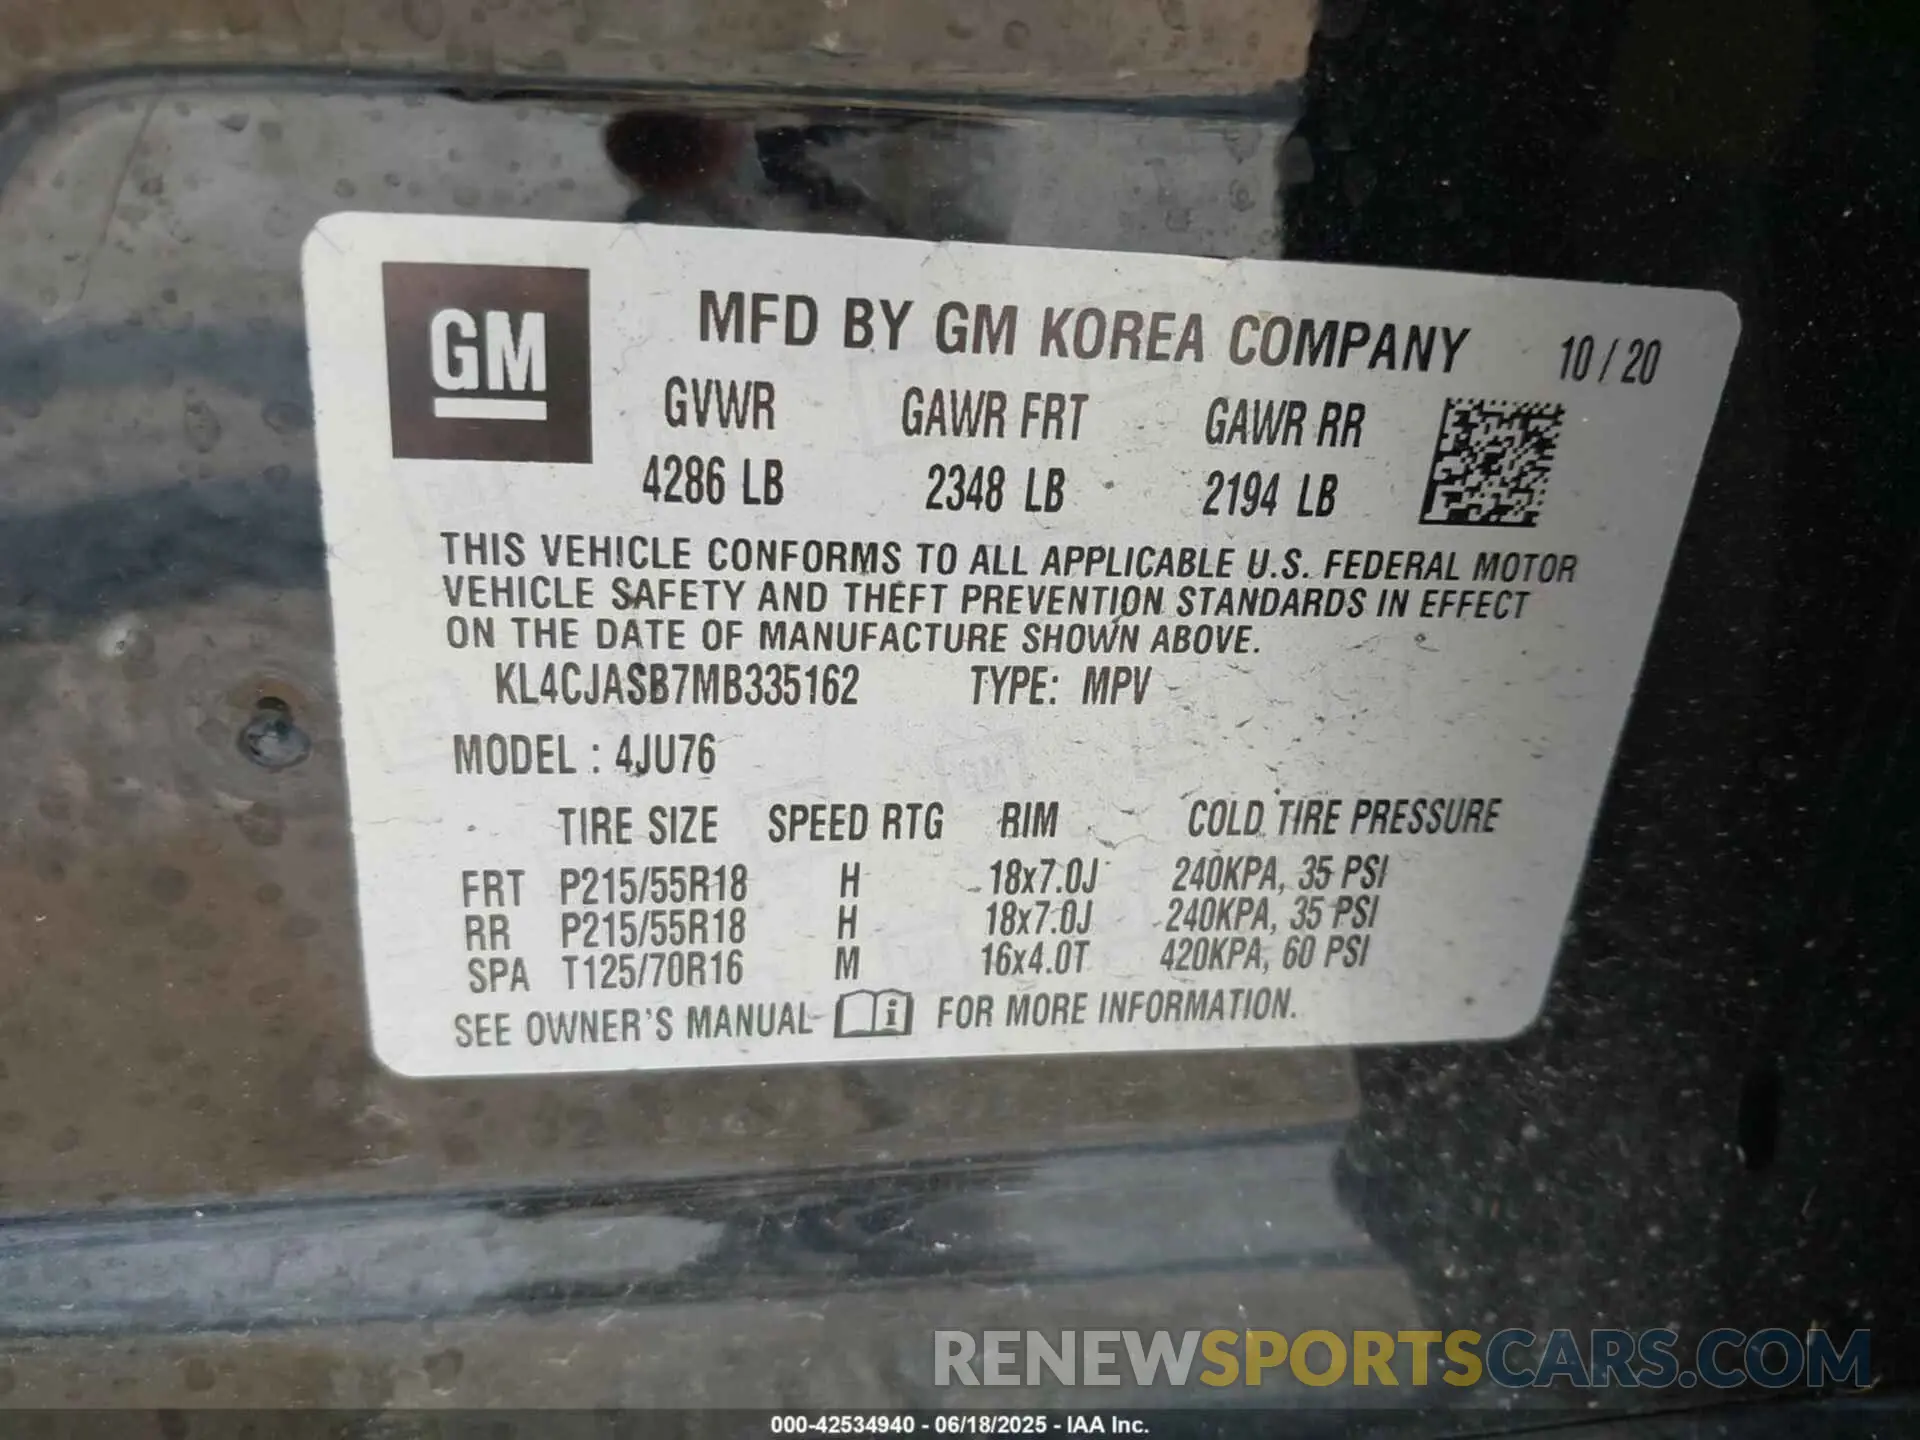 GM
MFD BY GM KOREA COMPANY 10 / 20
GVWR GAWR FRT GAWR RR
4286 LB 2348 LB 2194 LB
THIS VEHICLE CONFORMS TO ALL APPLICABLE U.S. FEDERAL MOTOR
VEHICLE SAFETY AND THEFT PREVENTION STANDARDS IN EFFECT
ON THE DATE OF MANUFACTURE SHOWN ABOVE.
KL4CJASB7MB335162 TYPE: MPV
MODEL : 4JU76
TIRE SIZE SPEED RTG RIM COLD TIRE PRESSURE
FRT P215/55R18 H 18x7.0J 240KPA, 35 PSI
RR P215/55R18 H 18x7.0J 240KPA, 35 PSI
SPA T125/70R16 M 16x4.0T 420KPA, 60 PSI
SEE OWNER'S MANUAL i FOR MORE INFORMATION.
RENEWSPORTSCARS.COM
000-42534940 - 06/18/2025 - IAA Inc.